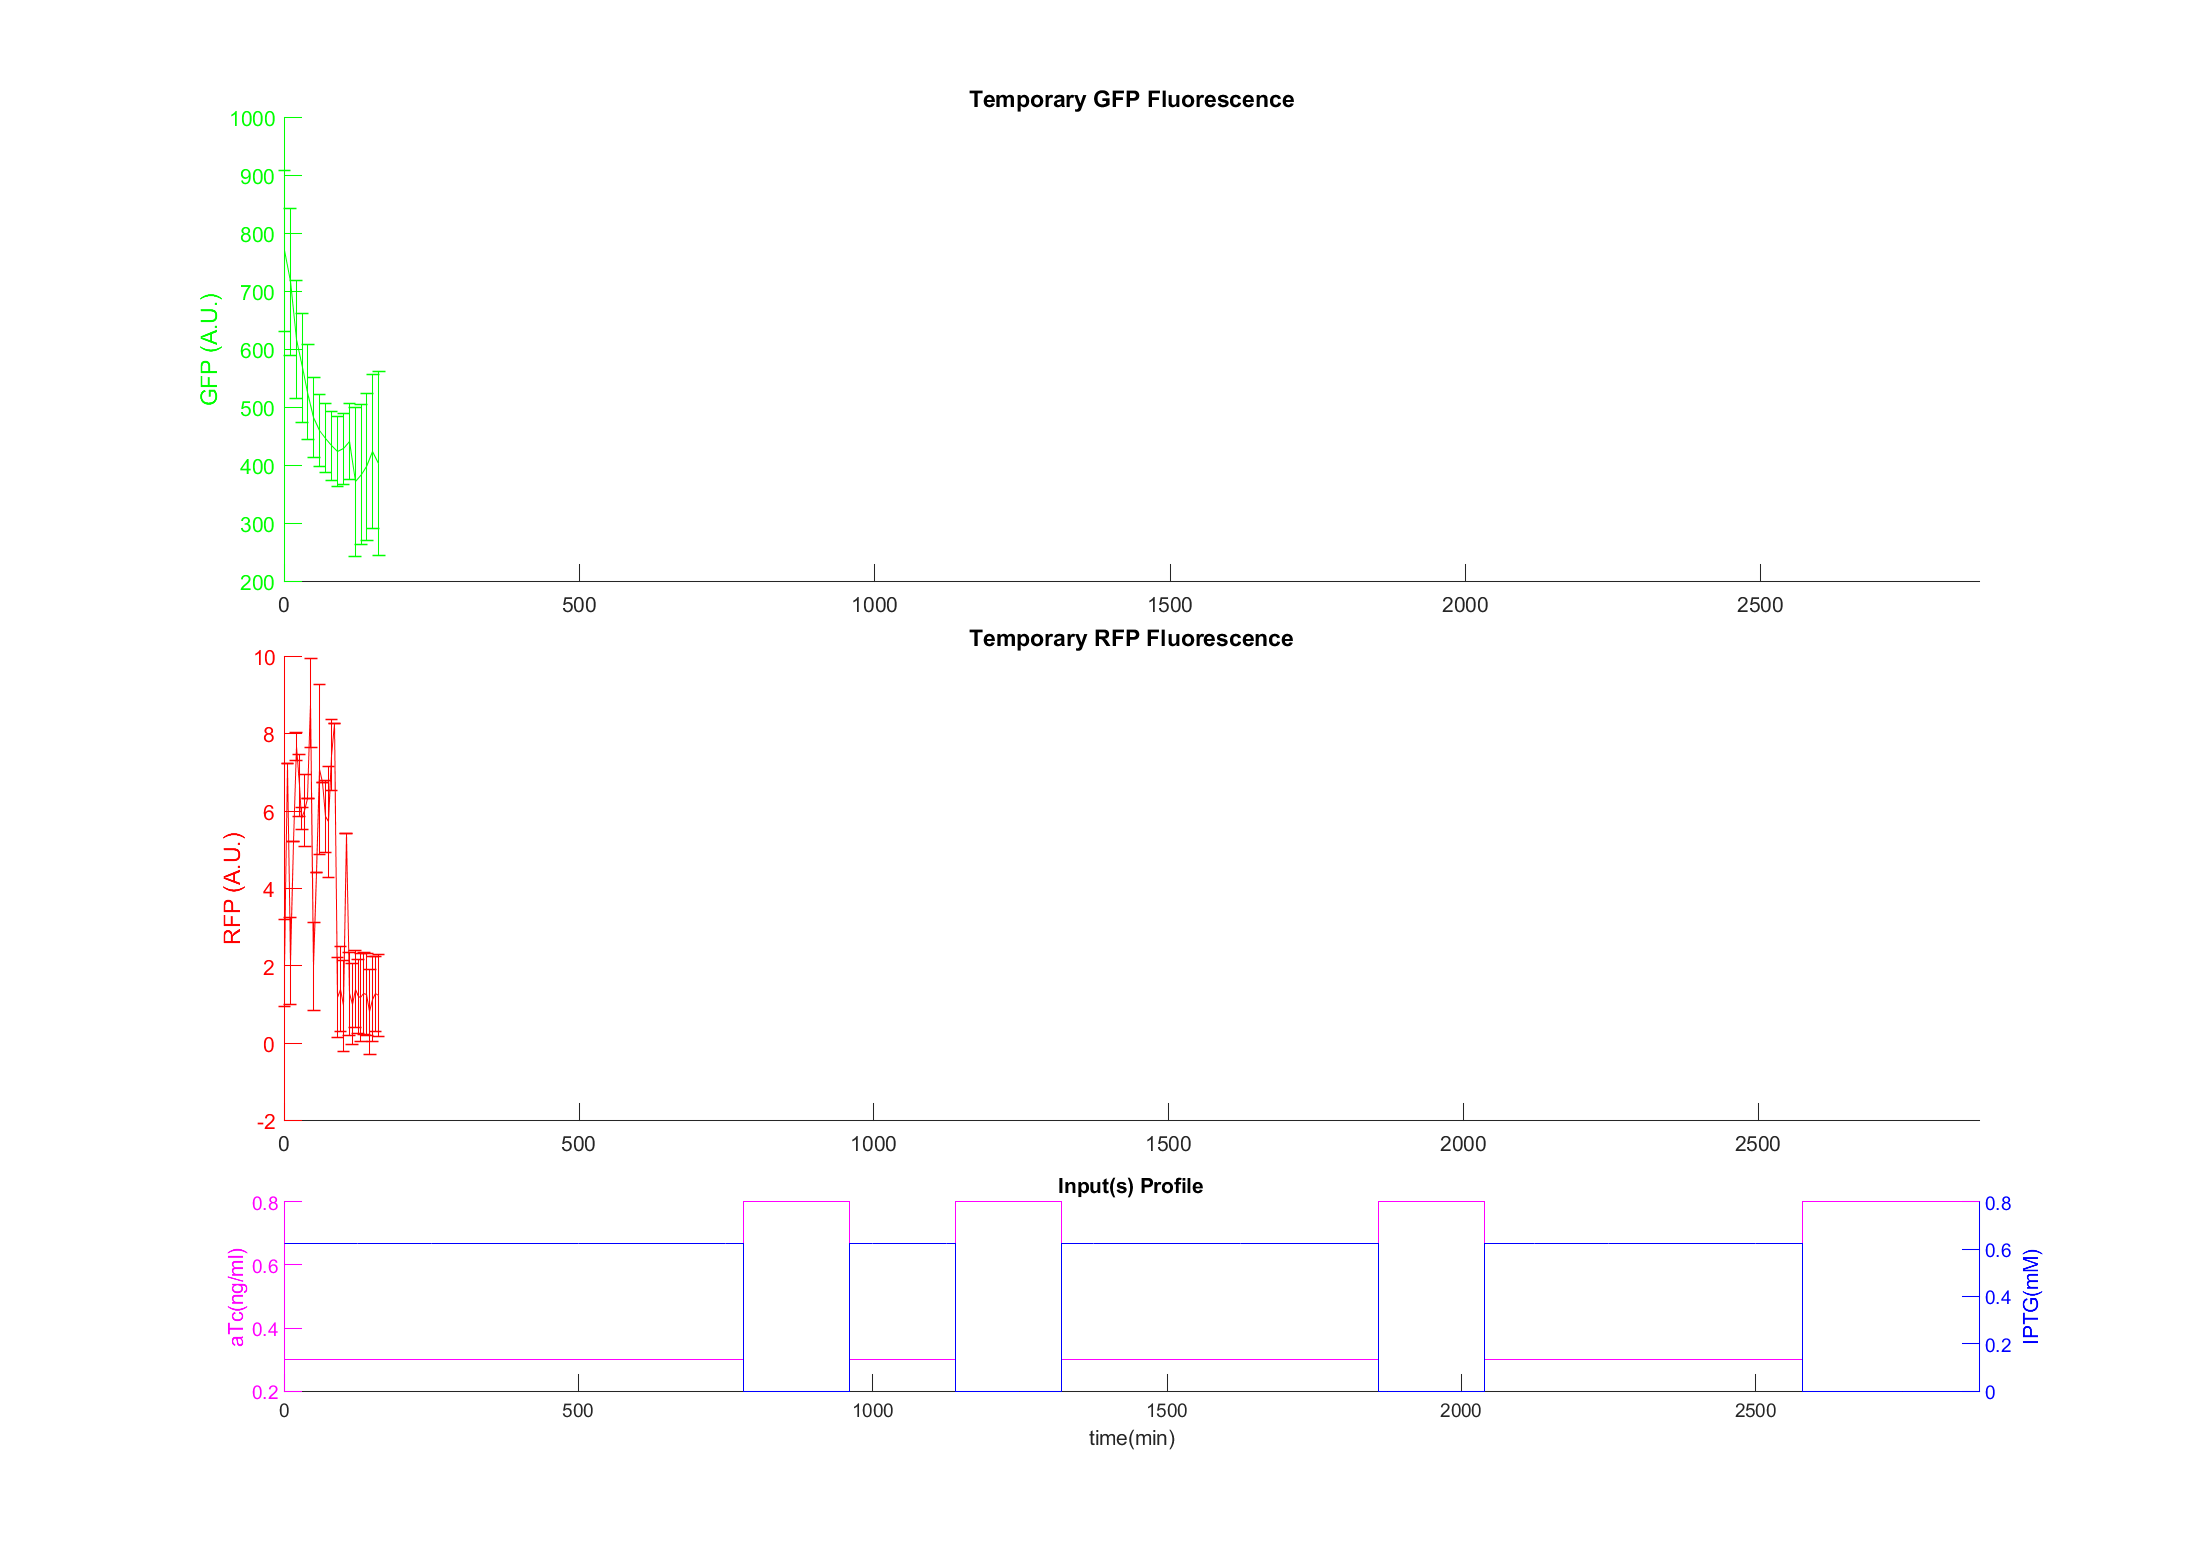 Temporary GFP Fluorescence
GFP (A.U.)
1000
900
800
700
600
500
400
300
200
0 500 1000 1500 2000 2500
Temporary RFP Fluorescence
RFP (A.U.)
10
8
6
4
2
0
-2
0 500 1000 1500 2000 2500
Input(s) Profile
aTc(ng/ml)
0.8
0.6
0.4
0.2
0.8
0.6
0.4
0.2
0
IPTG(mM)
0 500 1000 1500 2000 2500
time(min)